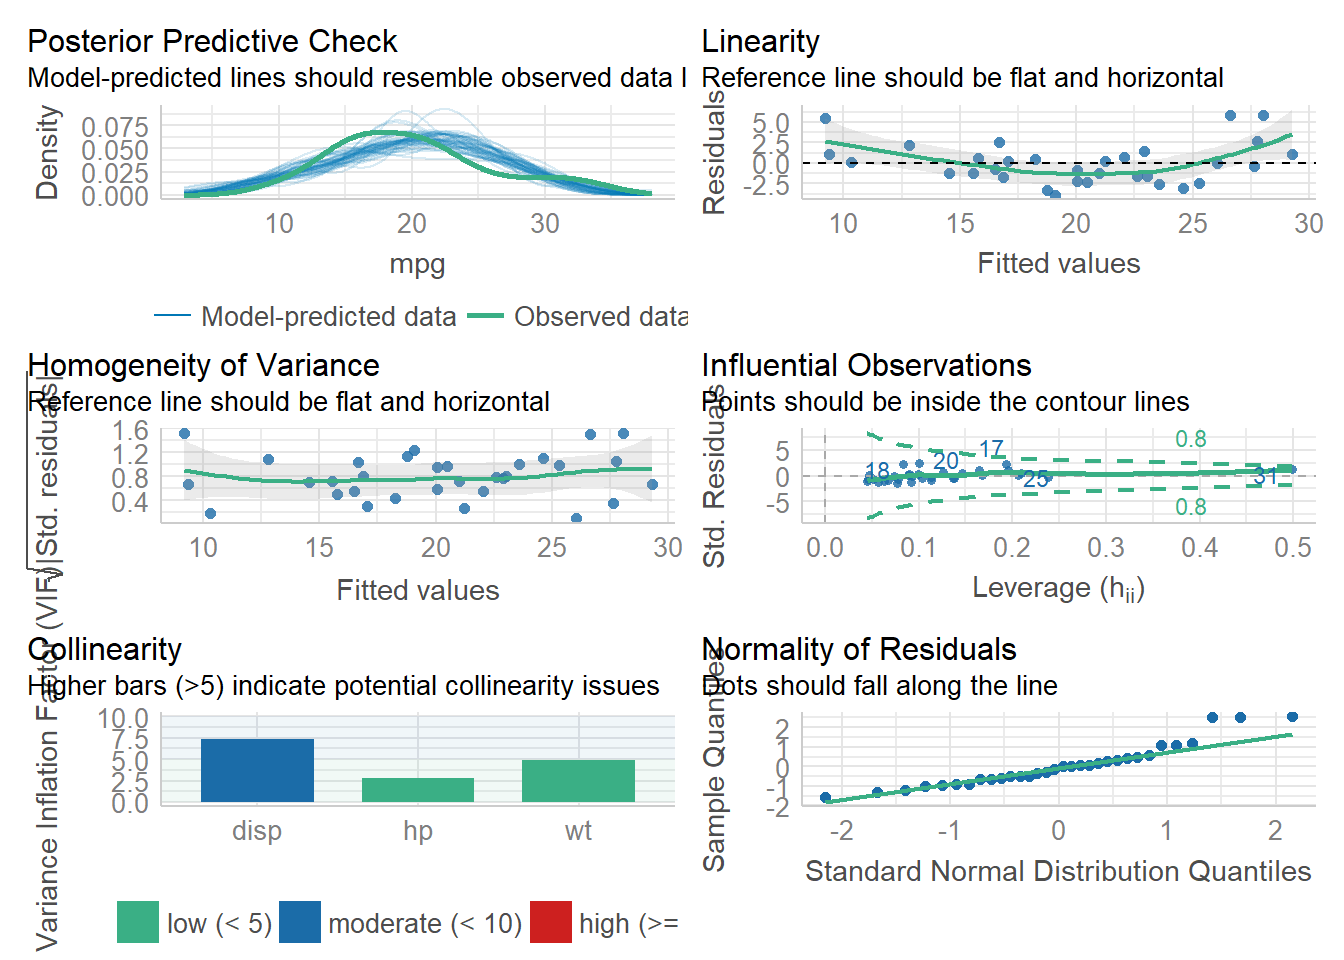 Posterior Predictive Check
Model-predicted lines should resemble observed data l
Density
0.075
0.050
0.025
0.000
10
20
30
mpg
Model-predicted data
Observed data
Linearity
Reference line should be flat and horizontal
Residuals
5.0
2.5
0.0
-2.5
10
15
20
25
30
Fitted values
Homogeneity of Variance
Reference line should be flat and horizontal
√|Std. residuals|
1.6
1.2
0.8
0.4
10
15
20
25
30
Fitted values
Influential Observations
Points should be inside the contour lines
Std. Residuals
5
0
-5
18
20
17
25
31
0.8
0.8
0.0
0.1
0.2
0.3
0.4
0.5
Leverage (hii)
Collinearity
Higher bars (>5) indicate potential collinearity issues
Variance Inflation Factor (VIF)
10.0
7.5
5.0
2.5
0.0
disp
hp
wt
low (< 5)
moderate (< 10)
high (>=
Normality of Residuals
Dots should fall along the line
Sample Quantiles
2
1
0
-1
-2
-2
-1
0
1
2
Standard Normal Distribution Quantiles